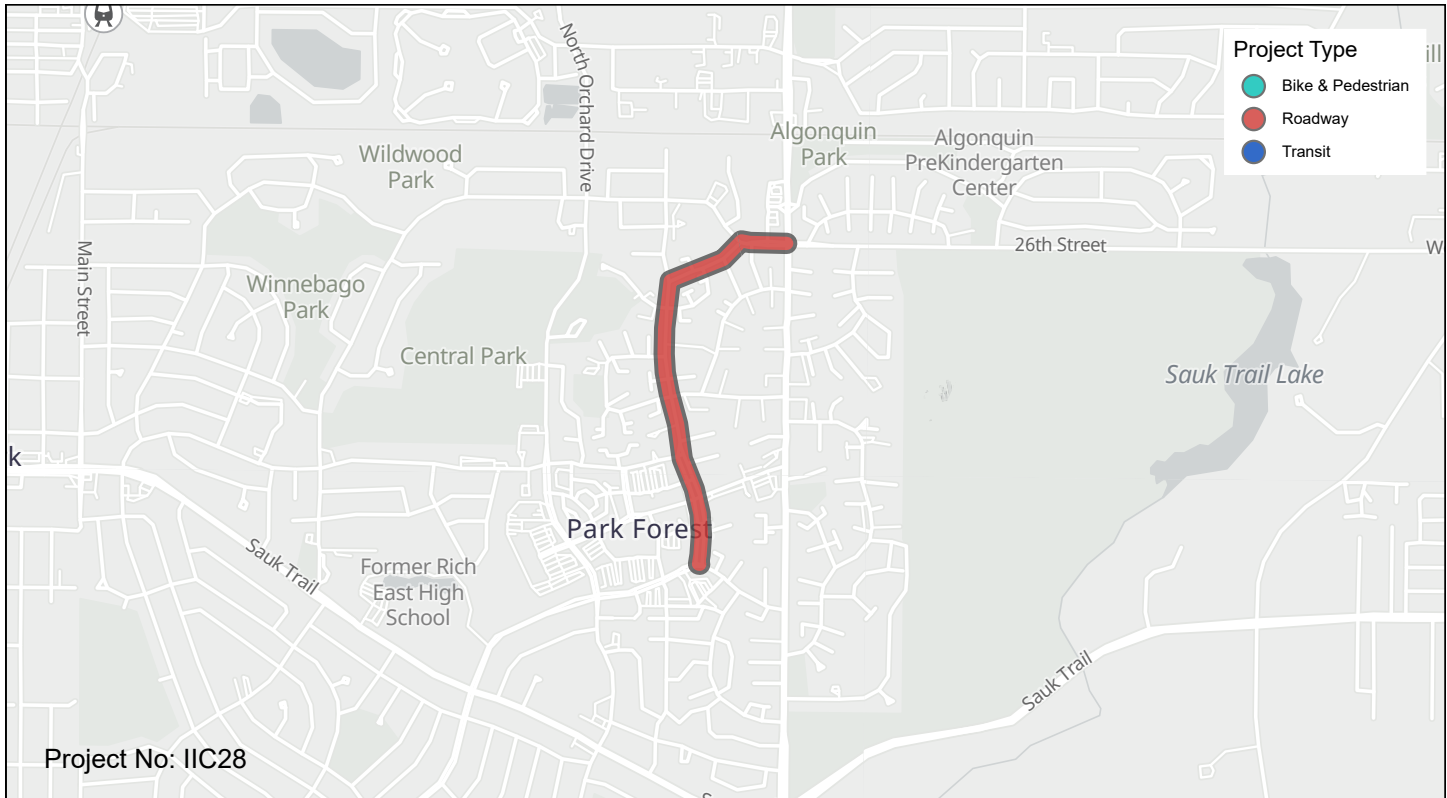 Project Type
Bike & Pedestrian
Roadway
Transit
North Orchard Drive
Algonquin
Park
Algonquin
PreKindergarten
Center
Wildwood
Park
Main Street
26th Street
W
ill
Winnebago
Park
Central Park
Sauk Trail Lake
k
Park Forest
Sauk Trail
Former Rich
East High
School
Sauk Trail
Project No: IIC28